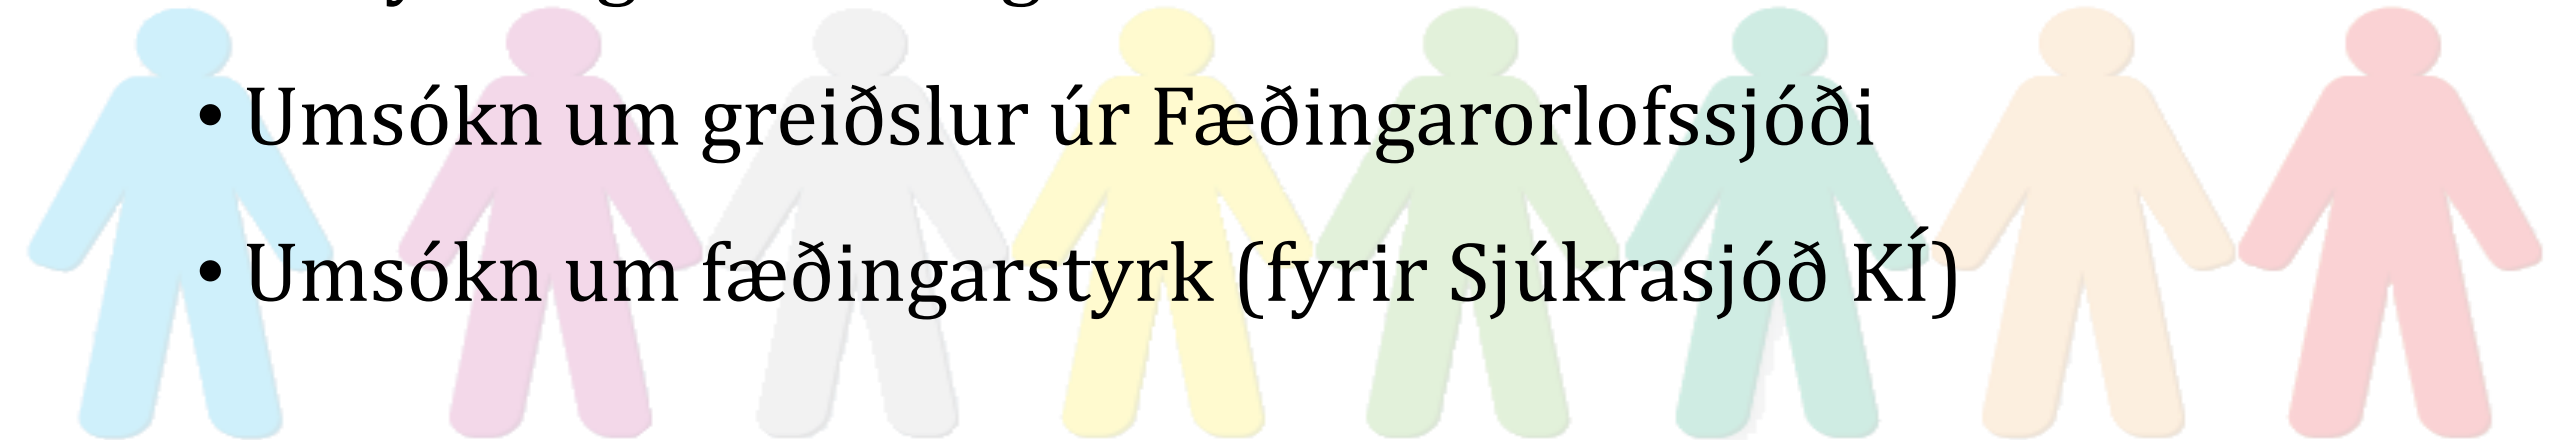 • Umsókn um greiðslur úr Fæðingarorlofssjóði
• Umsókn um fæðingarstyrk (fyrir Sjúkrasjóð KÍ)